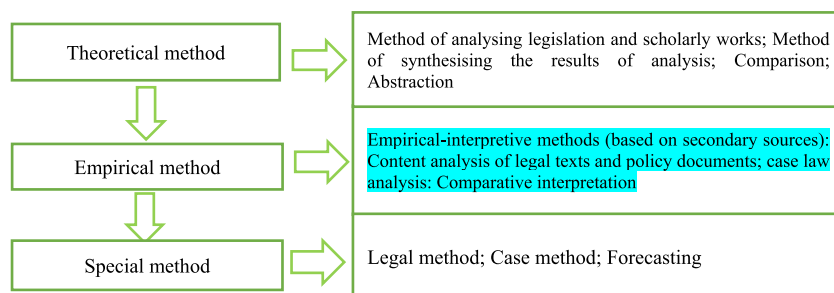 Theoretical method
Method of analysing legislation and scholarly works; Method
of synthesising the results of analysis; Comparison;
Abstraction
Empirical method
Empirical-interpretive methods (based on secondary sources):
Content analysis of legal texts and policy documents; case law
analysis: Comparative interpretation
Special method
Legal method; Case method; Forecasting